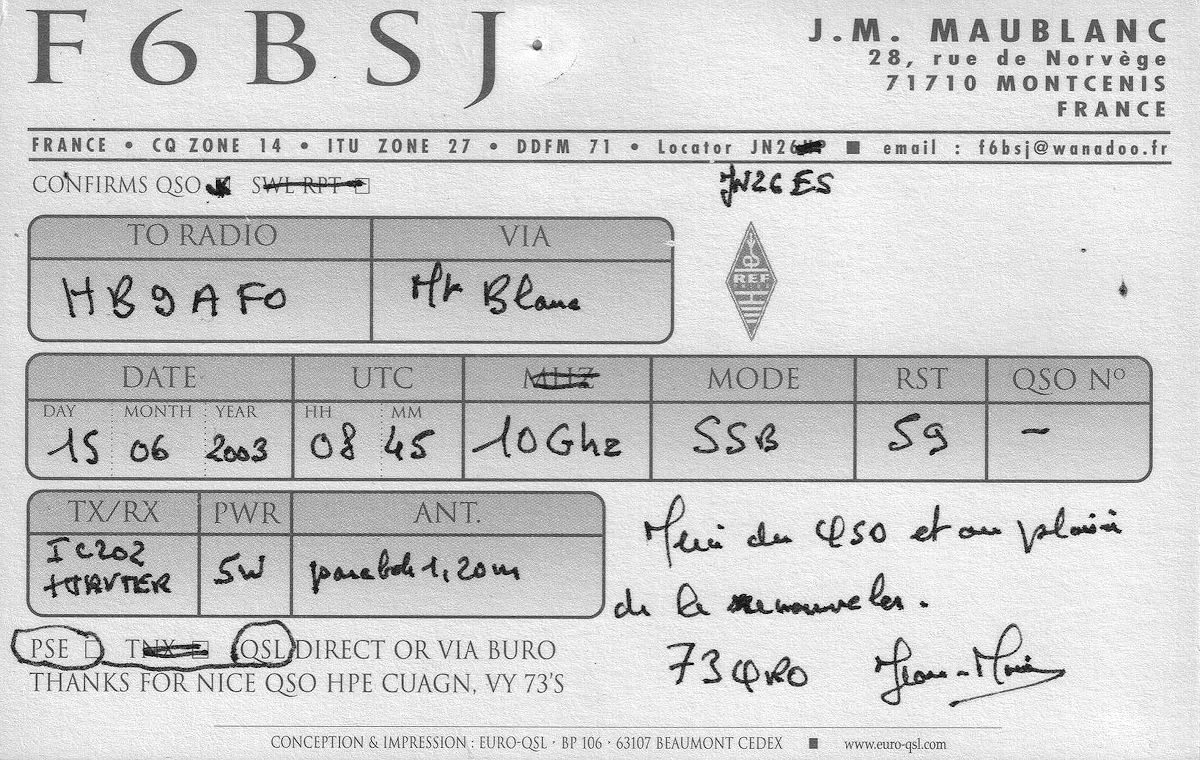 F6BSJ
J.M. MAUBLANC
28, rue de Norvège
71710 MONTCENIS
FRANCE
FRANCE • CQ ZONE 14 • ITU ZONE 27 • DDFM 71 • Locator JN26 ■ email : f6bsj@wanadoo.fr
CONFIRMS QSO SWL RPT
JN26ES
TO RADIO VIA
REF
HB9AFO Mt Blanc
DATE UTC MHZ MODE RST QSO Nº
DAY MONTH YEAR HH MM
15 06 2003 08 45 10Ghz SSB 59 –
TX/RX PWR ANT.
IC202
5W parabole 1,20m
Merci du QSO et au plaisir
de le renouveler.
PSE TNX QSL DIRECT OR VIA BURO
73 QRO Jean-Marie
THANKS FOR NICE QSO HPE CUAGN, VY 73'S
CONCEPTION & IMPRESSION : EURO-QSL · BP 106 · 63107 BEAUMONT CEDEX ■ www.euro-qsl.com